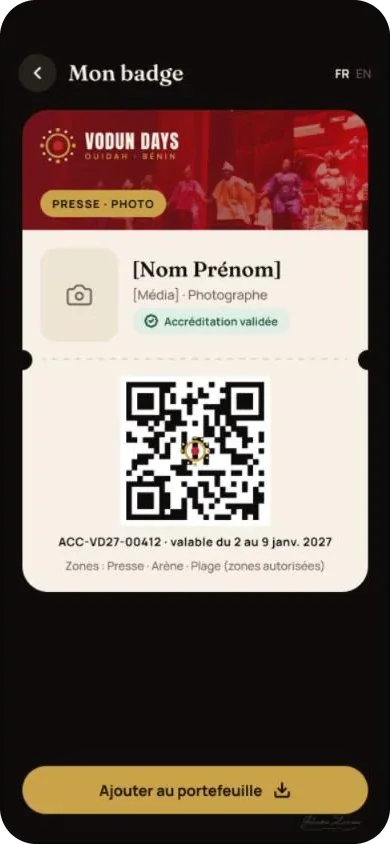 Mon badge
FR EN
VODUN DAYS
OUIDAH · BÉNIN
PRESSE · PHOTO
[Nom Prénom]
[Média] · Photographe
Accréditation validée
ACC-VD27-00412 · valable du 2 au 9 janv. 2027
Zones : Presse · Arène · Plage (zones autorisées)
Ajouter au portefeuille